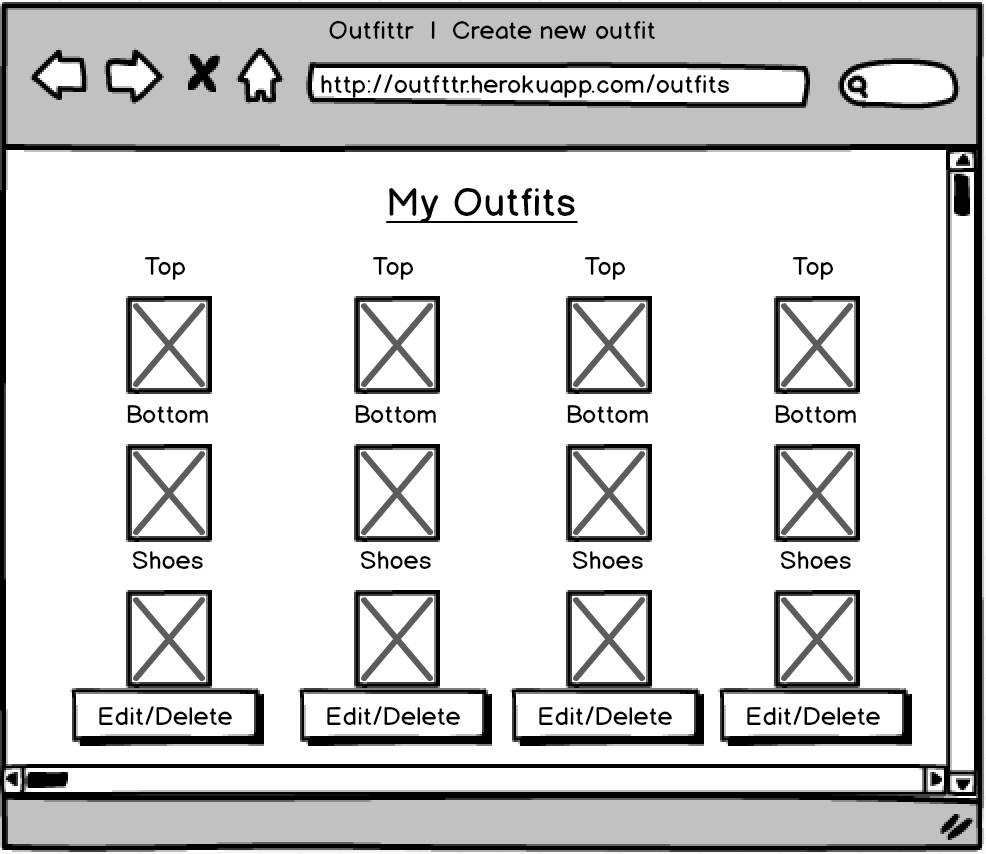 Outfittr | Create new outfit
http://outfttr.herokuapp.com/outfits
My Outfits
Top Top Top Top
Bottom Bottom Bottom Bottom
Shoes Shoes Shoes Shoes
Edit/Delete Edit/Delete Edit/Delete Edit/Delete